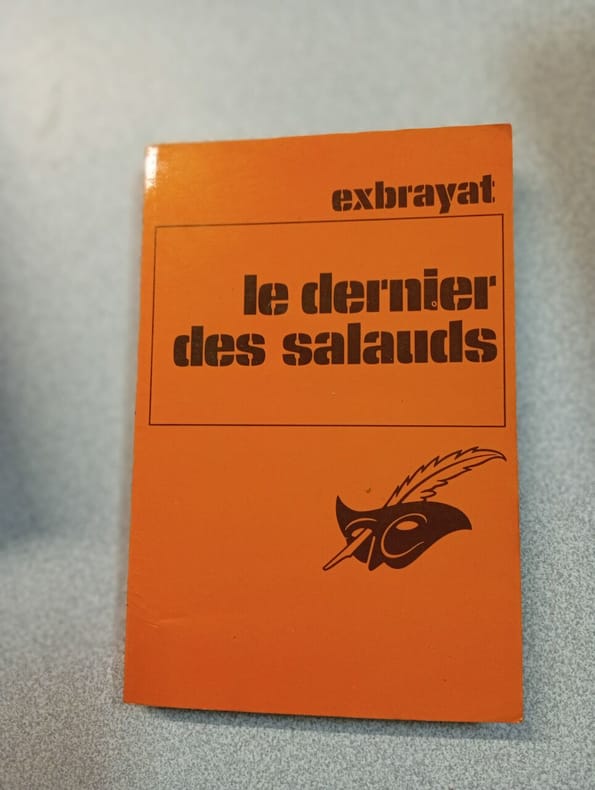 exbrayat
le dernier
des salauds